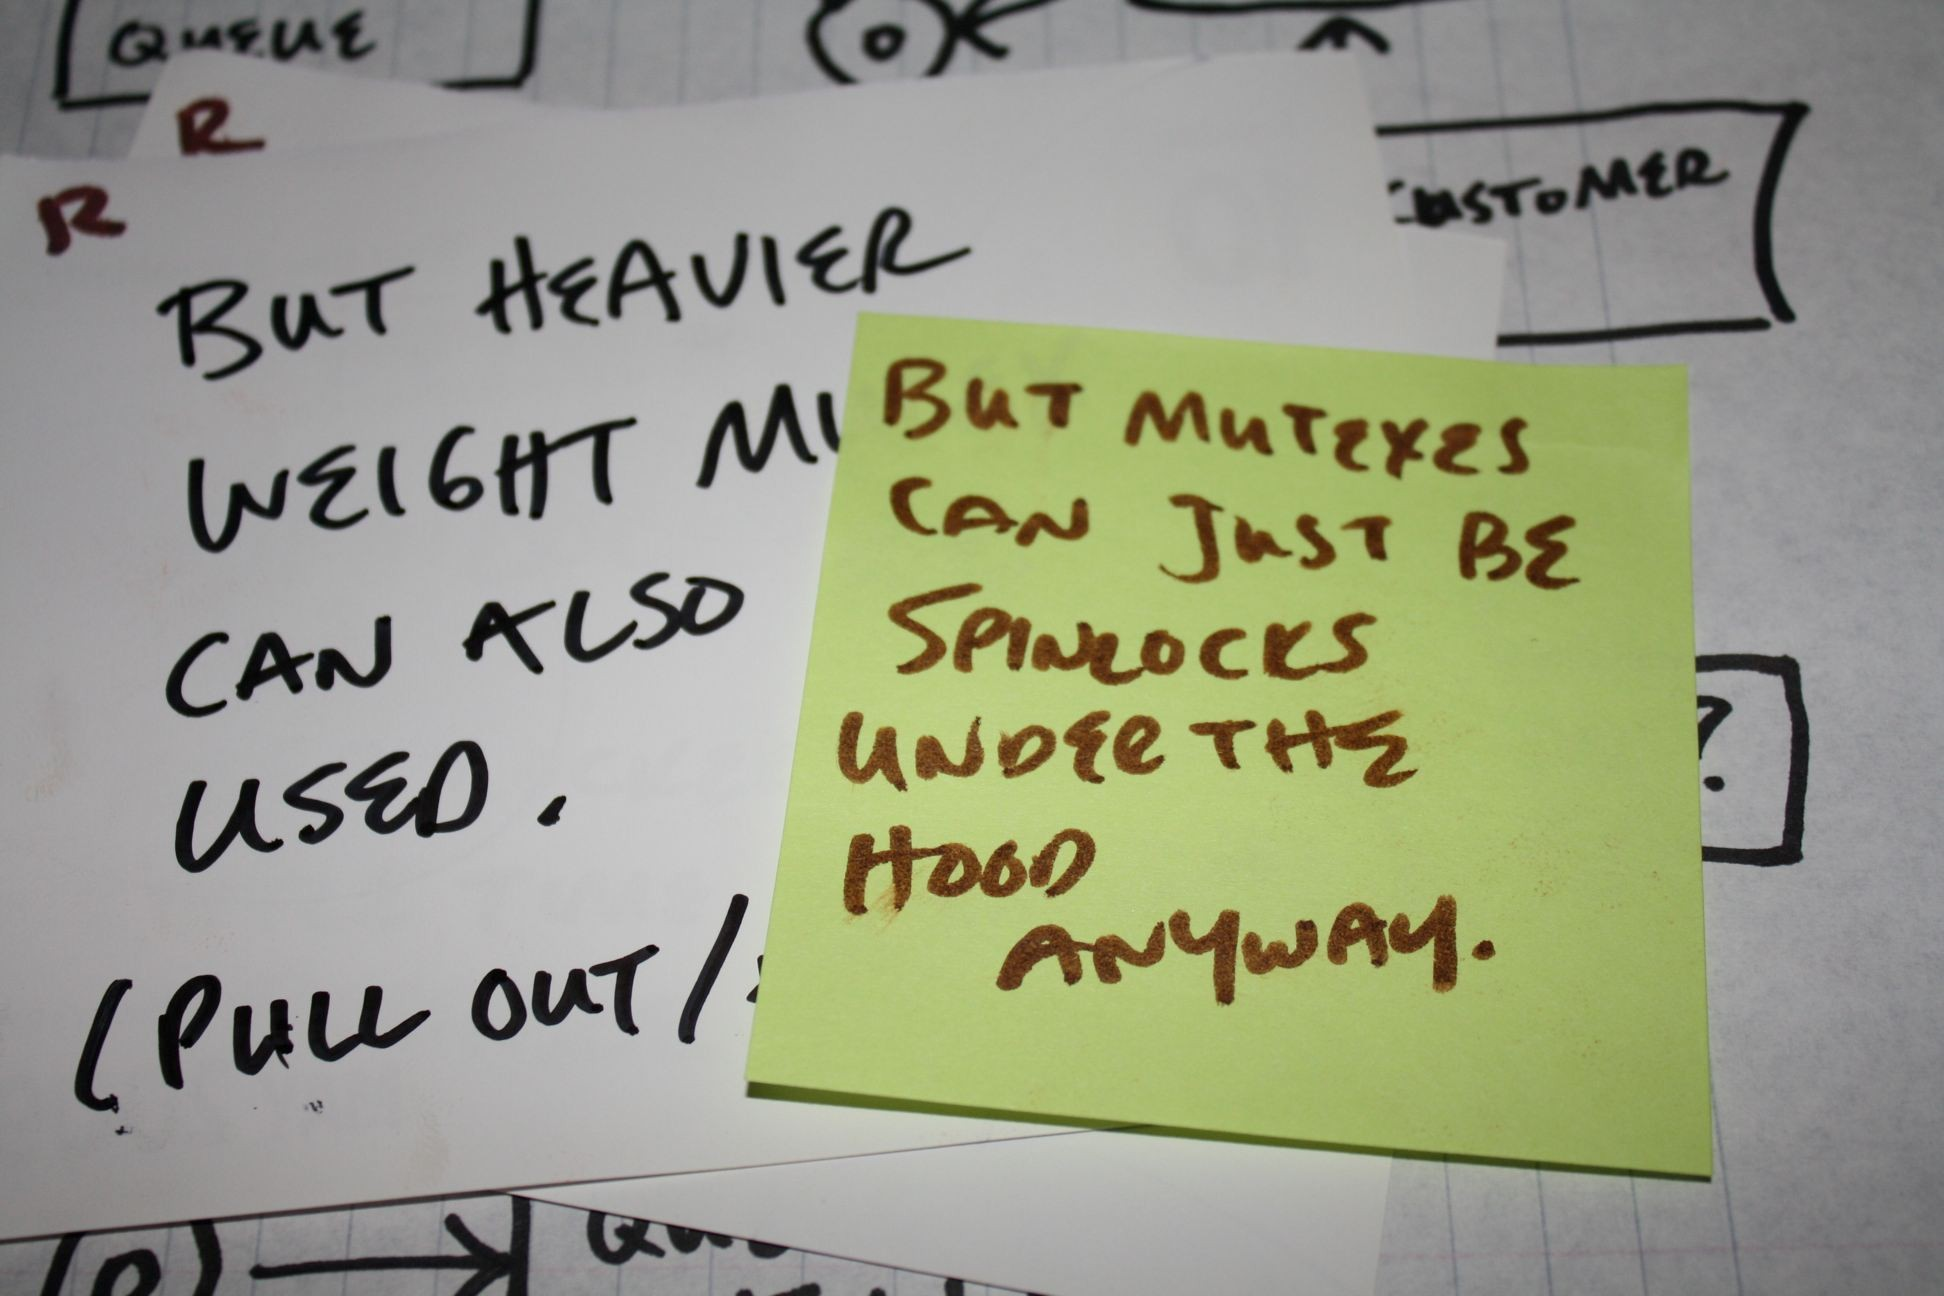 QUEUE
O
R
R
CUSTOMER
BUT HEAVIER
WEIGHT
CAN ALSO
USED.
(PULL OUT/
BUT MUTEXES
CAN JUST BE
SPINLOCKS
UNDER THE
HOOD
ANYWAY.
?